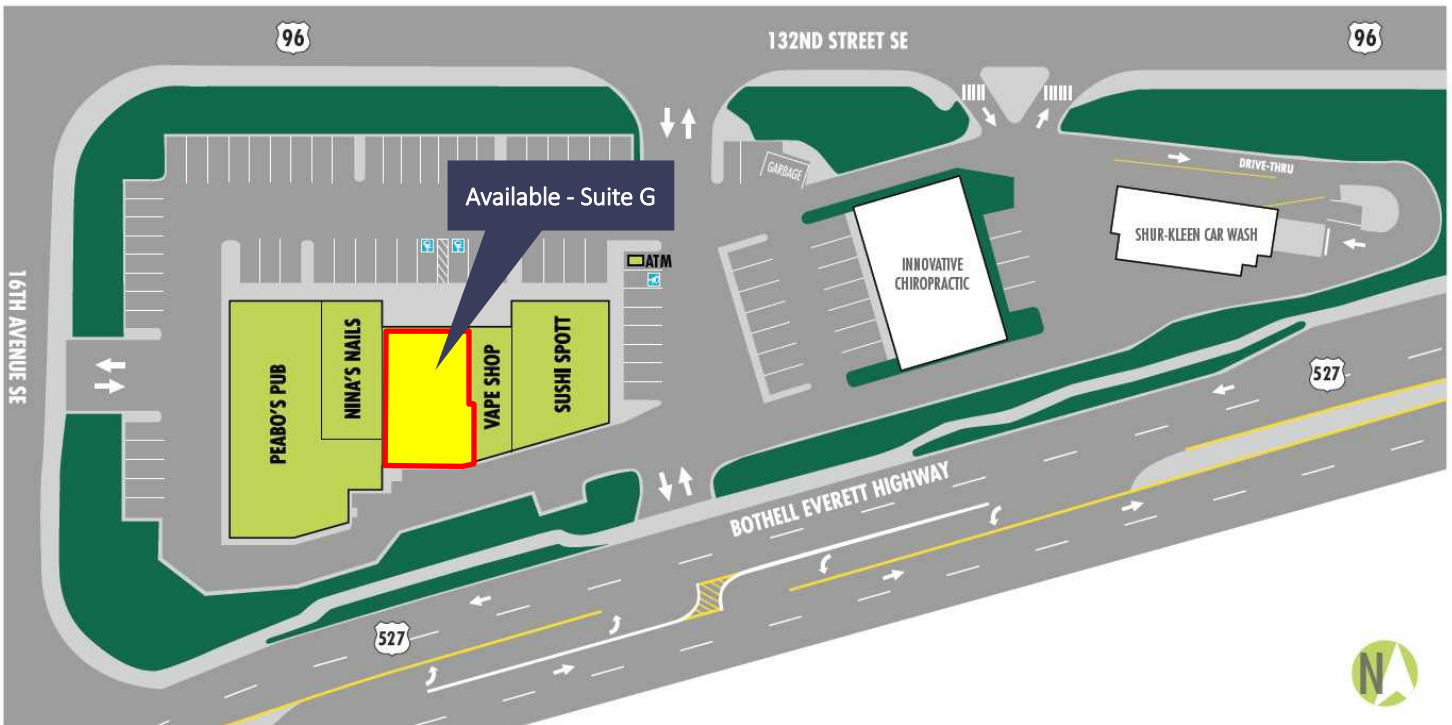 96
132ND STREET SE
96
GARBAGE
DRIVE-THRU
Available - Suite G
SHUR-KLEEN CAR WASH
ATM
INNOVATIVE
CHIROPRACTIC
16TH AVENUE SE
PEABO'S PUB
NINA'S NAILS
VAPE SHOP
SUSHI SPOTT
527
BOTHELL EVERETT HIGHWAY
527
N